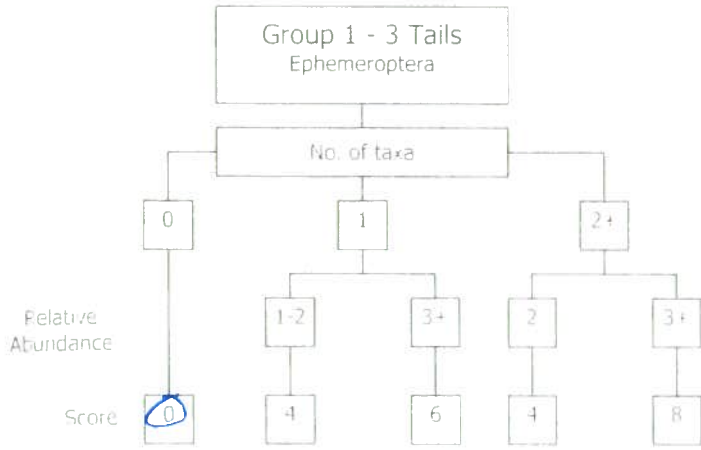 Group 1 - 3 Tails
Ephemeroptera
No. of taxa
0 1 2+
Relative
Abundance
1-2 3+ 2 3+
Score 0 4 6 4 8